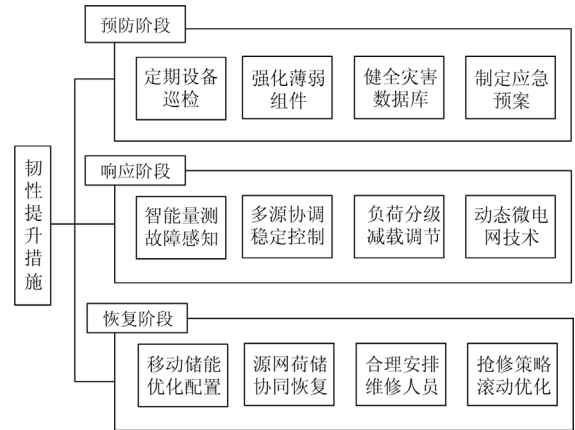 韧性提升措施
预防阶段
定期设备
巡检
强化薄弱
组件
健全灾害
数据库
制定应急
预案
响应阶段
智能量测
故障感知
多源协调
稳定控制
负荷分级
减载调节
动态微电
网技术
恢复阶段
移动储能
优化配置
源网荷储
协同恢复
合理安排
维修人员
抢修策略
滚动优化